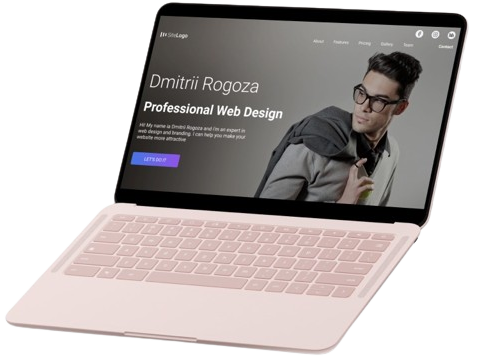 SiteLogo
About Features Pricing Gallery Team Contact
Dmitrii Rogoza
Professional Web Design
Hi! My name is Dmitrii Rogoza and I'm an expert in
web design and branding. I can help you make your
website more attractive
LET'S DO IT